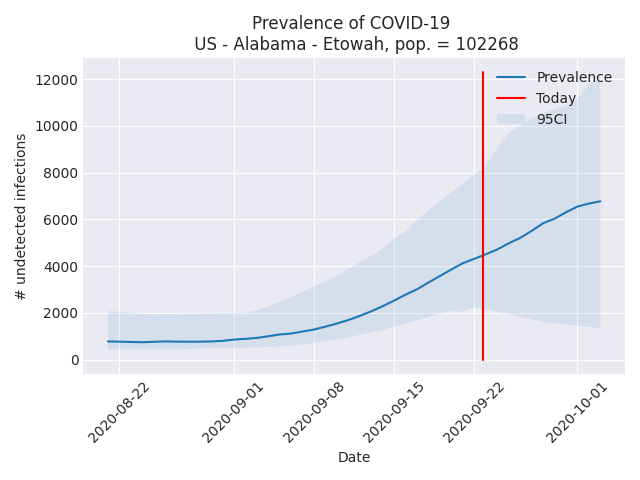 Prevalence of COVID-19
US - Alabama - Etowah, pop. = 102268
12000
10000
8000
6000
4000
2000
0
# undetected infections
Prevalence
Today
95CI
2020-08-22
2020-09-01
2020-09-08
2020-09-15
2020-09-22
2020-10-01
Date